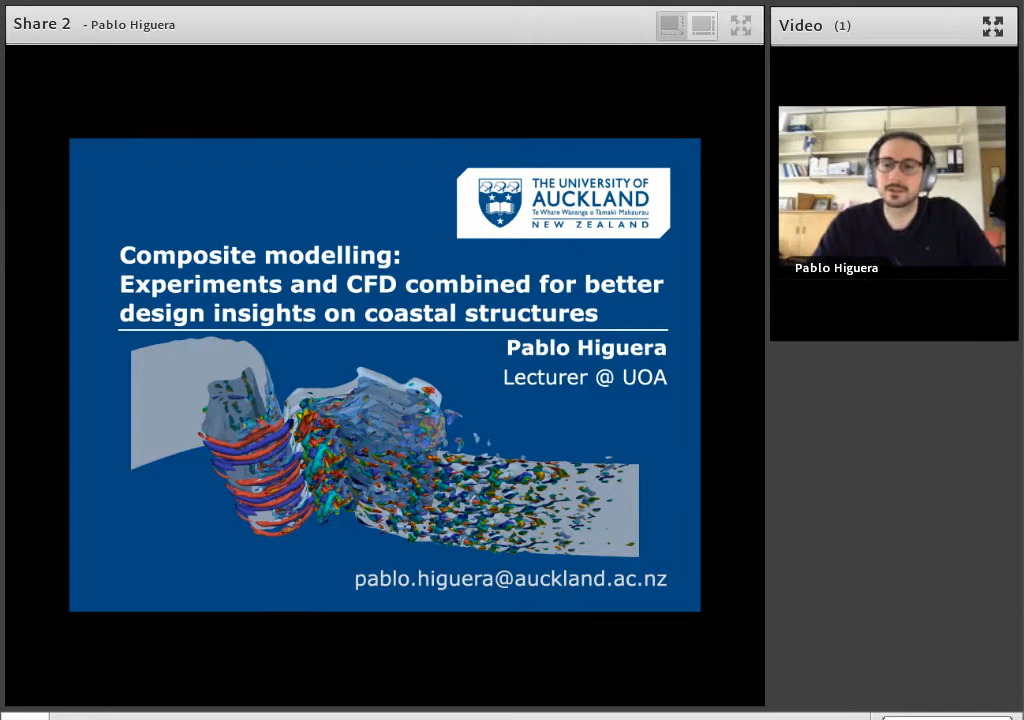 Share 2 - Pablo Higuera
Video (1)
THE UNIVERSITY OF
AUCKLAND
Te Whare Wānanga o Tāmaki Makaurau
NEW ZEALAND
Composite modelling:
Experiments and CFD combined for better
design insights on coastal structures
Pablo Higuera
Lecturer @ UOA
pablo.higuera@auckland.ac.nz
Pablo Higuera